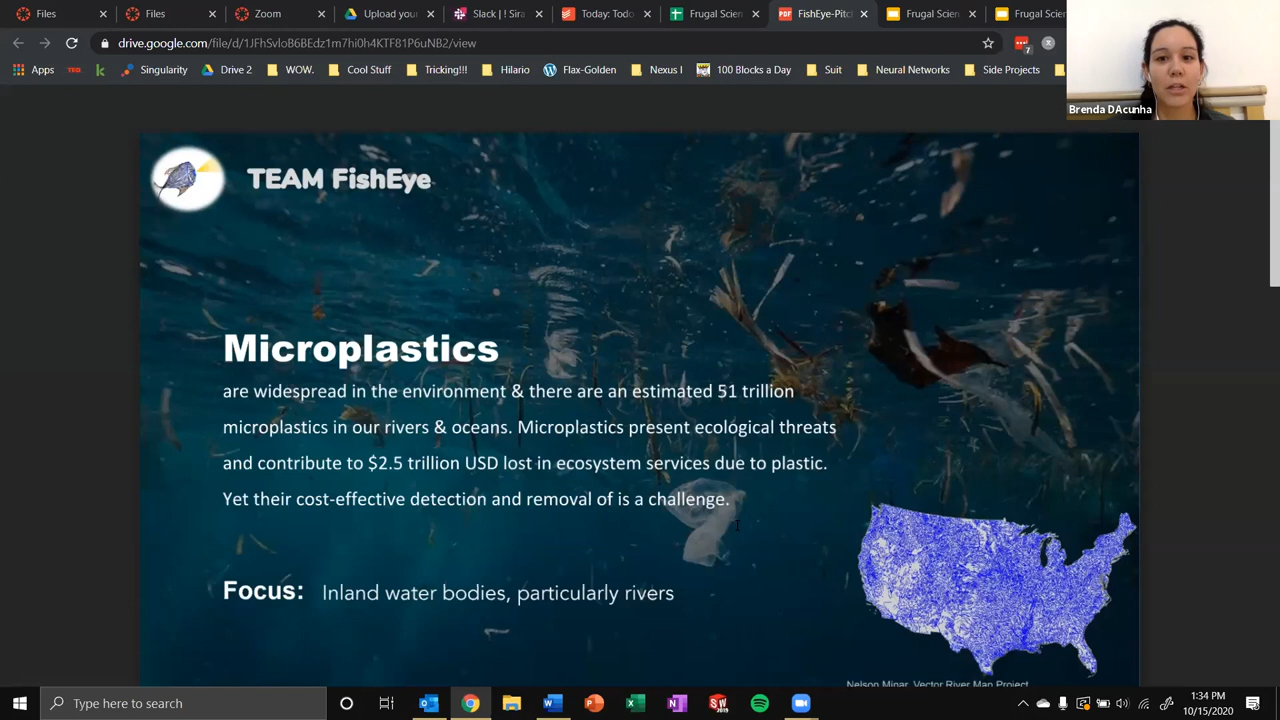 Files
Files
Zoom
Upload your
Slack | ! Sira
Today: Todo
Frugal Scien
FishEye-Pitc
Frugal Scien
Frugal Scien
drive.google.com/file/d/1JFhSvloB6BEdz1m7hi0h4KTF81P6uNB2/view
7
Apps
TED
k
Singularity
Drive 2
WOW.
Cool Stuff
Tricking!!!
Hilario
Flax-Golden
Nexus I
100 Blocks a Day
Suit
Neural Networks
Side Projects
Brenda DAcunha
TEAM FishEye
Microplastics
are widespread in the environment & there are an estimated 51 trillion
microplastics in our rivers & oceans. Microplastics present ecological threats
and contribute to $2.5 trillion USD lost in ecosystem services due to plastic.
Yet their cost-effective detection and removal of is a challenge.
Focus: Inland water bodies, particularly rivers
Nelson Minar, Vector River Map Project
Type here to search
1:34 PM
10/15/2020